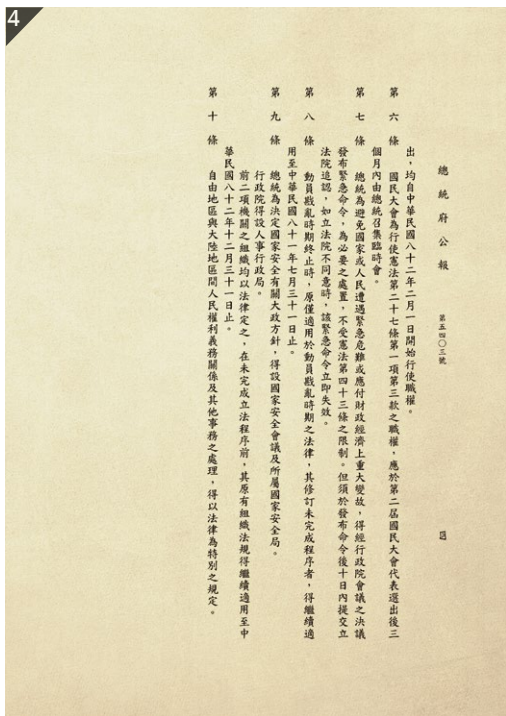 4
總統府公報
第五四〇三號
四
出，均自中華民國八十二年二月一日開始行使職權。
第六條 國民大會為行使憲法第二十七條第一項第三款之職權，應於第二屆國民大會代表選出後三
個月內由總統召集臨時會。
第七條 總統為避免國家或人民遭遇緊急危難或應付財政經濟上重大變故，得經行政院會議之決議
發布緊急命令，為必要之處置，不受憲法第四十三條之限制。但須於發布命令後十日內提交立
法院追認，如立法院不同意時，該緊急命令立即失效。
第八條 動員戡亂時期終止時，原僅適用於動員戡亂時期之法律，其修訂未完成程序者，得繼續適
用至中華民國八十一年七月三十一日止。
第九條 總統為決定國家安全有關大政方針，得設國家安全會議及所屬國家安全局。
行政院得設人事行政局。
前二項機關之組織均以法律定之，在未完成立法程序前，其原有組織法規得繼續適用至中
華民國八十二年十二月三十一日止。
第十條 自由地區與大陸地區間人民權利義務關係及其他事務之處理，得以法律為特別之規定。